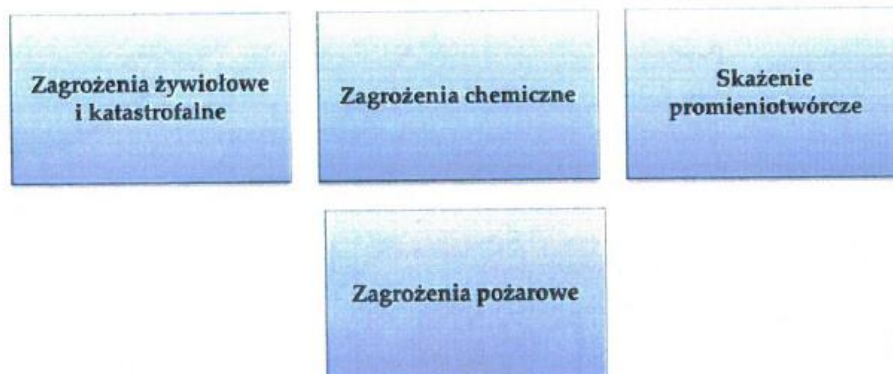 Zagrożenia żywiołowe
i katastrofalne
Zagrożenia chemiczne
Skażenie
promieniotwórcze
Zagrożenia pożarowe